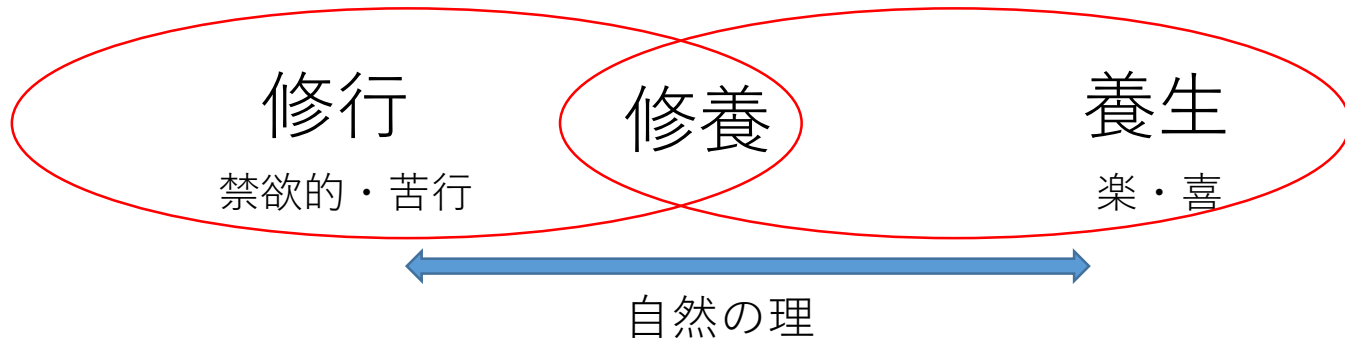 修行
修養
養生
禁欲的・苦行
楽・喜
自然の理